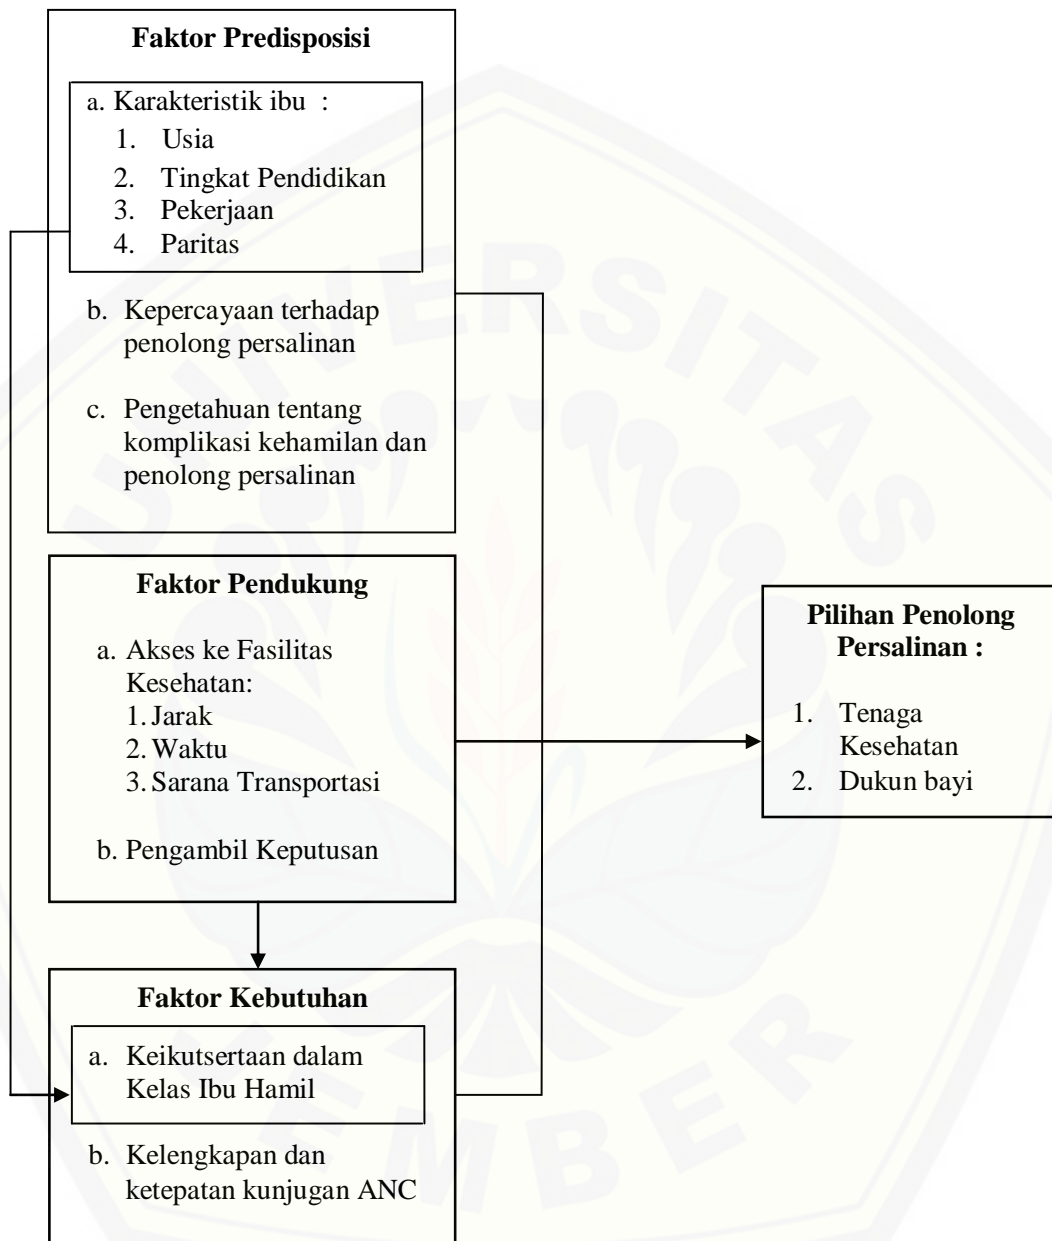 Faktor Predisposisi
a. Karakteristik ibu :
1. Usia
2. Tingkat Pendidikan
3. Pekerjaan
4. Paritas
b. Kepercayaan terhadap
penolong persalinan
c. Pengetahuan tentang
komplikasi kehamilan dan
penolong persalinan
Faktor Pendukung
a. Akses ke Fasilitas
Kesehatan:
1. Jarak
2. Waktu
3. Sarana Transportasi
b. Pengambil Keputusan
Faktor Kebutuhan
a. Keikutsertaan dalam
Kelas Ibu Hamil
b. Kelengkapan dan
ketepatan kunjugan ANC
Pilihan Penolong
Persalinan :
1. Tenaga
Kesehatan
2. Dukun bayi
UNIVERSITAS
JEMBER